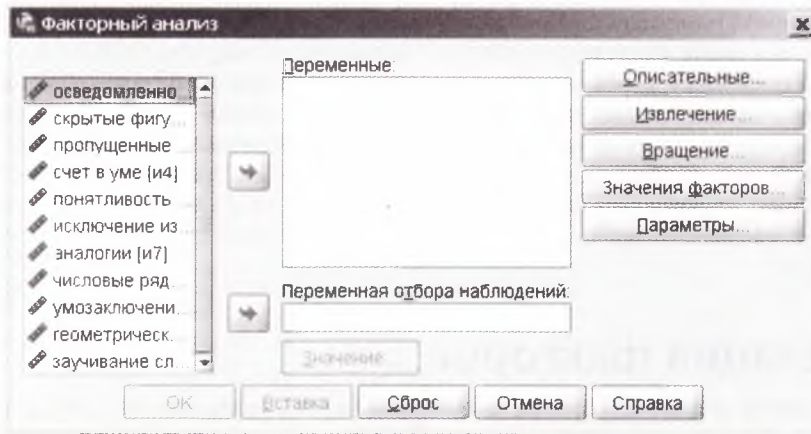 Факторный анализ
осведомленно
скрытые фигу...
пропущенные ...
счет в уме [и4]
понятливость
исключение из
аналогии [и7]
числовые ряд...
умозаключени...
геометрическ...
заучивание сл...
Переменные:
Переменная отбора наблюдений:
Значение...
Описательные...
Извлечение...
Вращение...
Значения факторов...
Параметры...
OK
Вставка
Сброс
Отмена
Справка